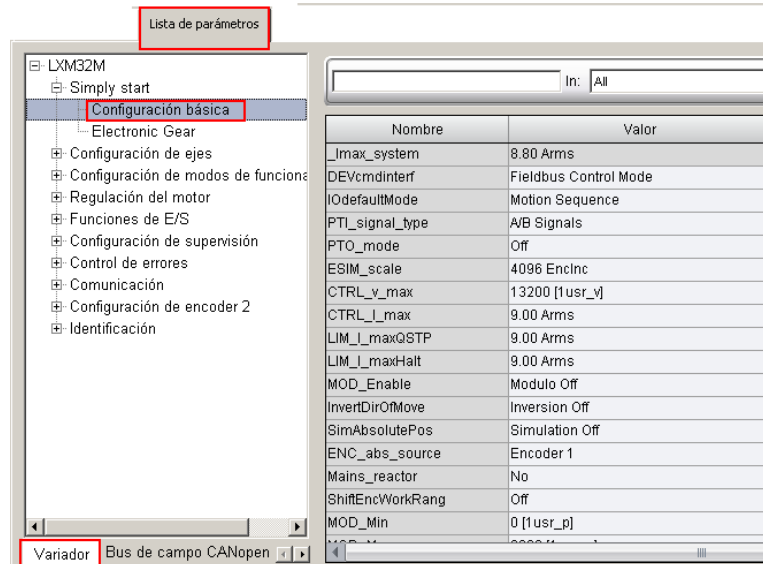 Lista de parámetros
LXM32M
Simply start
Configuración básica
Electronic Gear
Configuración de ejes
Configuración de modos de funciona
Regulación del motor
Funciones de E/S
Configuración de supervisión
Control de errores
Comunicación
Configuración de encoder 2
Identificación
Variador Bus de campo CANopen
In: All
Nombre Valor
_Imax_system 8.80 Arms
DEVcmdinterf Fieldbus Control Mode
IOdefaultMode Motion Sequence
PTI_signal_type A/B Signals
PTO_mode Off
ESIM_scale 4096 EncInc
CTRL_v_max 13200 [1usr_v]
CTRL_I_max 9.00 Arms
LIM_I_maxQSTP 9.00 Arms
LIM_I_maxHalt 9.00 Arms
MOD_Enable Modulo Off
InvertDirOfMove Inversion Off
SimAbsolutePos Simulation Off
ENC_abs_source Encoder 1
Mains_reactor No
ShiftEncWorkRang Off
MOD_Min 0 [1usr_p]